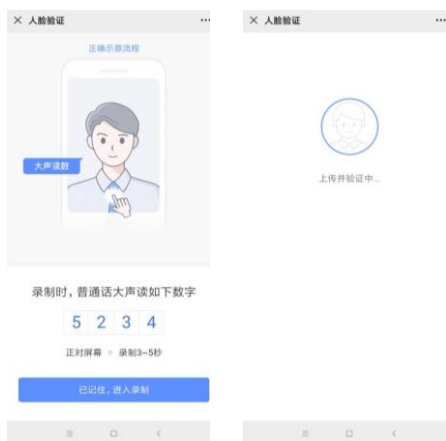 人脸验证
正确示意流程
大声读数
录制时，普通话大声读如下数字
5 2 3 4
正对屏幕 > 录制3~5秒
已记住，进入录制
人脸验证
上传并验证中...